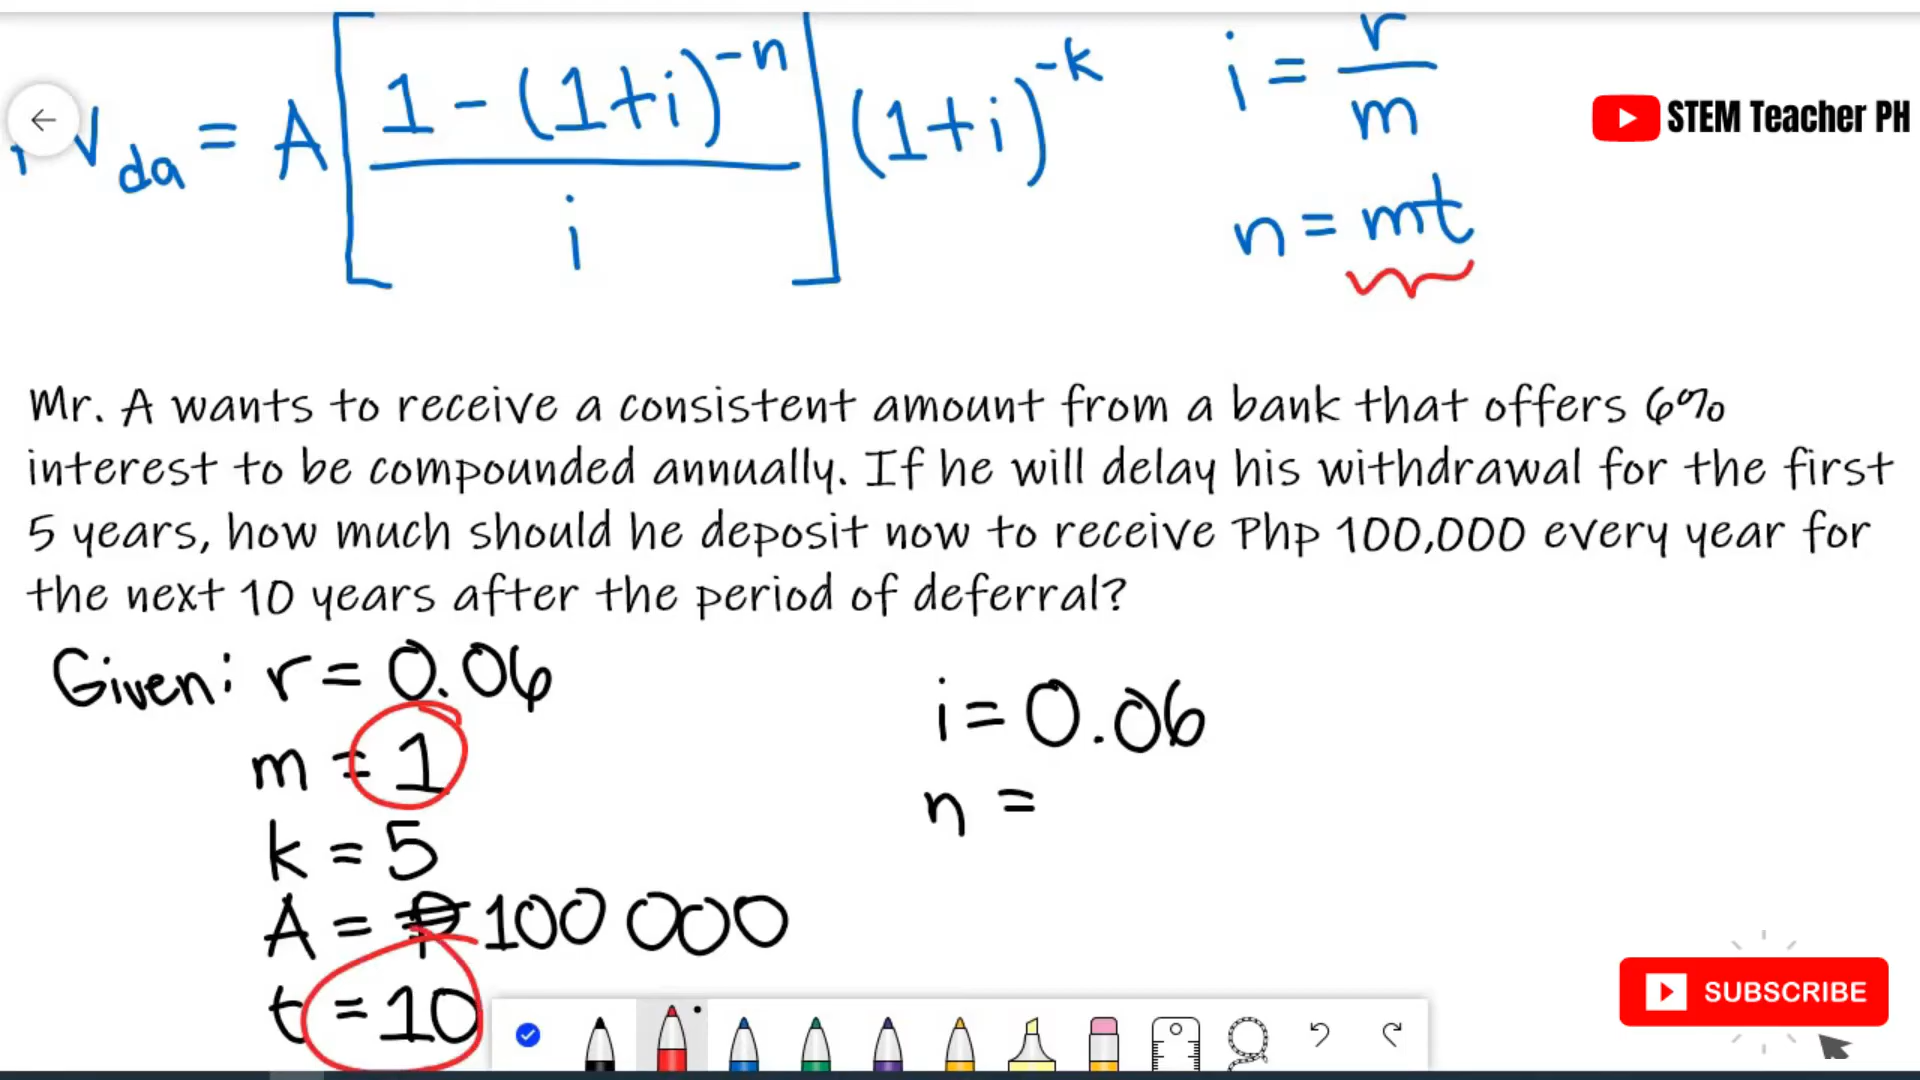 V_da = A [ (1 - (1+i)^-n) / i ] (1+i)^-k
i = r/m
STEM Teacher PH
n = mt
Mr. A wants to receive a consistent amount from a bank that offers 6%
interest to be compounded annually. If he will delay his withdrawal for the first
5 years, how much should he deposit now to receive Php 100,000 every year for
the next 10 years after the period of deferral?
Given: r = 0.06
m = 1
k = 5
A = ₱100 000
t = 10
i = 0.06
n =
SUBSCRIBE